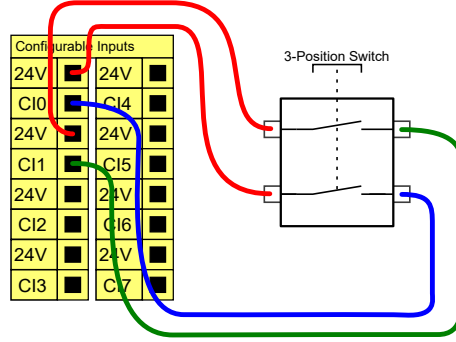 Configurable Inputs
3-Position Switch
24V 24V
CI0 CI4
24V 24V
CI1 CI5
24V 24V
CI2 CI6
24V 24V
CI3 CI7